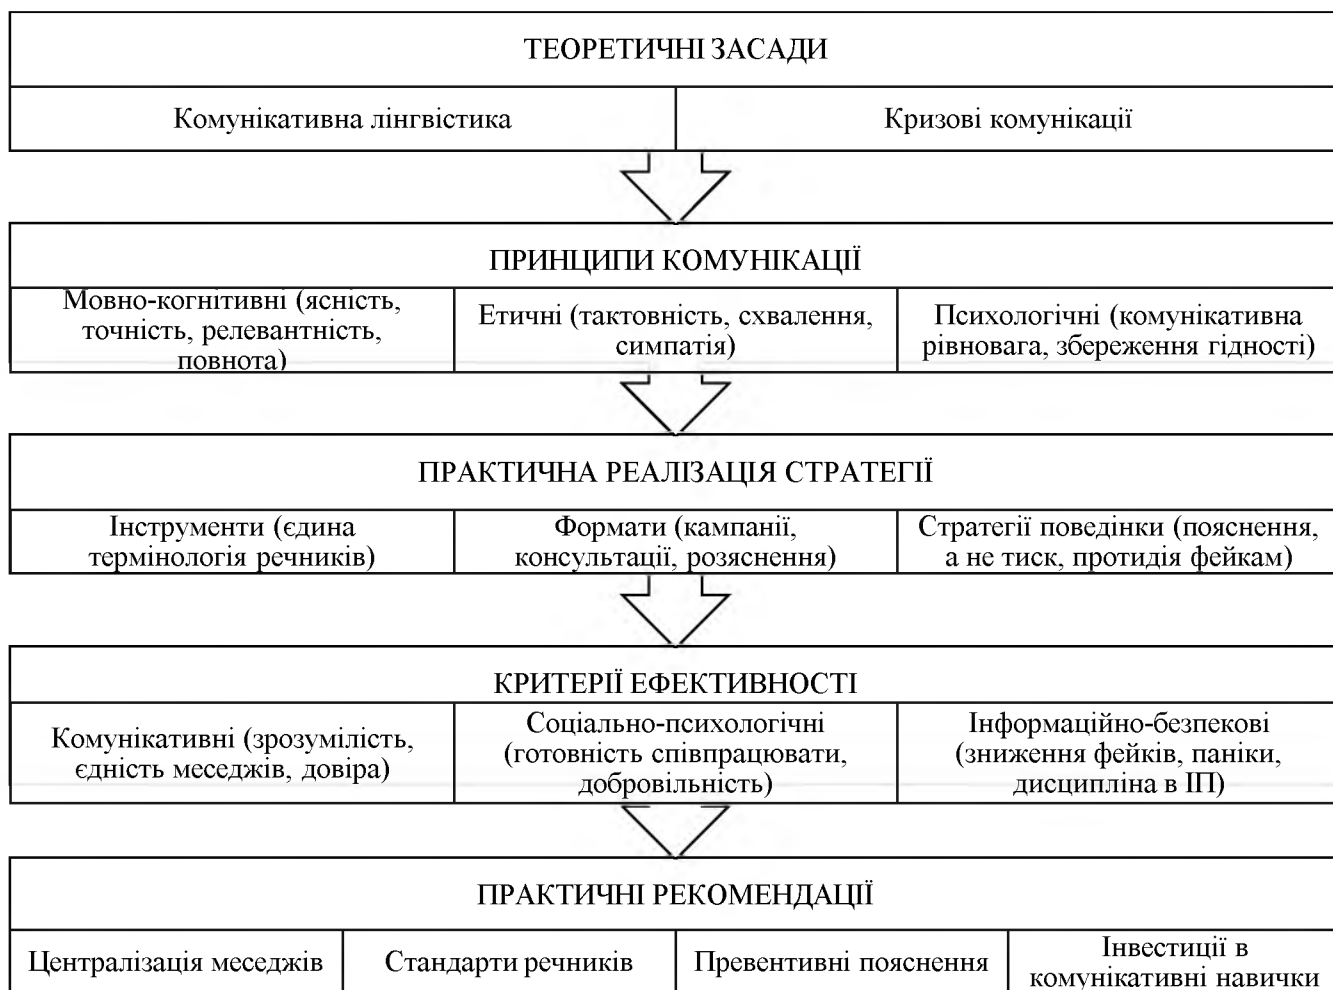 ТЕОРЕТИЧНІ ЗАСАДИ
Комунікативна лінгвістика
Кризові комунікації
ПРИНЦИПИ КОМУНІКАЦІЇ
Мовно-когнітивні (ясність,
точність, релевантність,
повнота)
Етичні (тактовність, схвалення,
симпатія)
Психологічні (комунікативна
рівновага, збереження гідності)
ПРАКТИЧНА РЕАЛІЗАЦІЯ СТРАТЕГІЇ
Інструменти (єдина
термінологія речників)
Формати (кампанії,
консультації, розяснення)
Стратегії поведінки (пояснення,
а не тиск, протидія фейкам)
КРИТЕРІЇ ЕФЕКТИВНОСТІ
Комунікативні (зрозумілість,
єдність меседжів, довіра)
Соціально-психологічні
(готовність співпрацювати,
добровільність)
Інформаційно-безпекові
(зниження фейків, паніки,
дисципліна в ІП)
ПРАКТИЧНІ РЕКОМЕНДАЦІЇ
Централізація меседжів
Стандарти речників
Превентивні пояснення
Інвестиції в
комунікативні навички